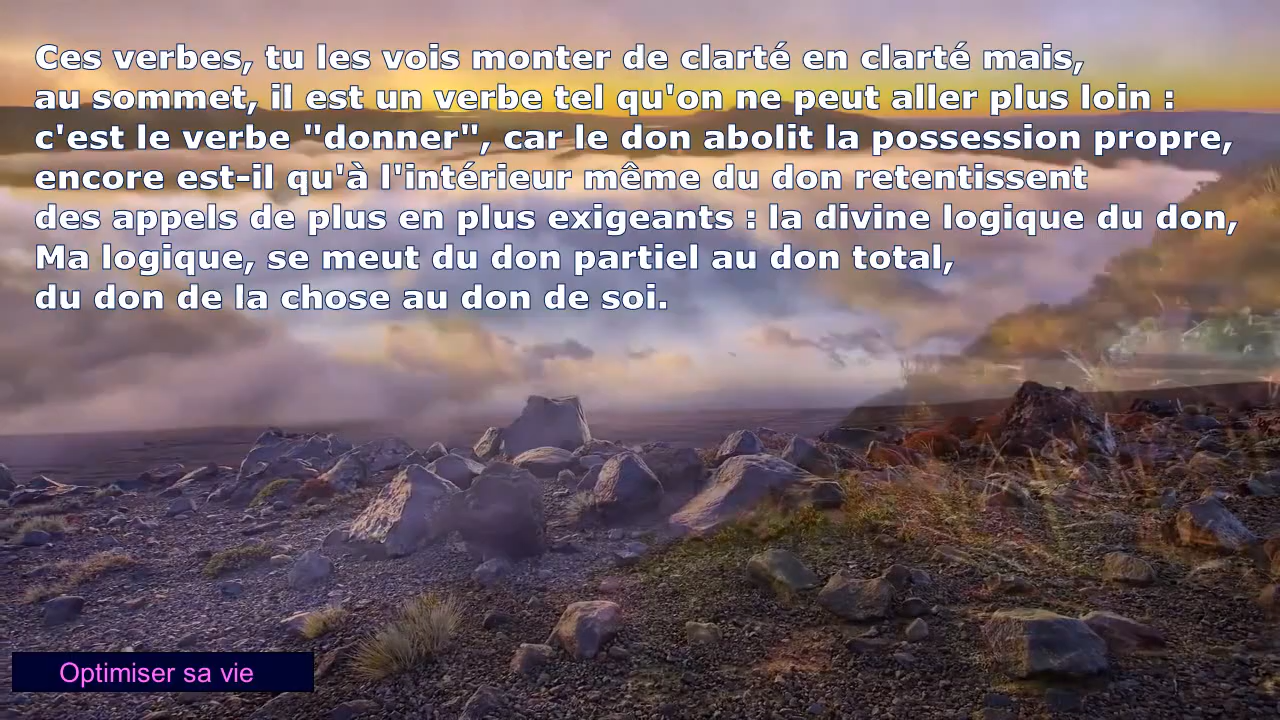 Ces verbes, tu les vois monter de clarté en clarté mais,
au sommet, il est un verbe tel qu'on ne peut aller plus loin :
c'est le verbe "donner", car le don abolit la possession propre,
encore est-il qu'à l'intérieur même du don retentissent
des appels de plus en plus exigeants : la divine logique du don,
Ma logique, se meut du don partiel au don total,
du don de la chose au don de soi.
Optimiser sa vie